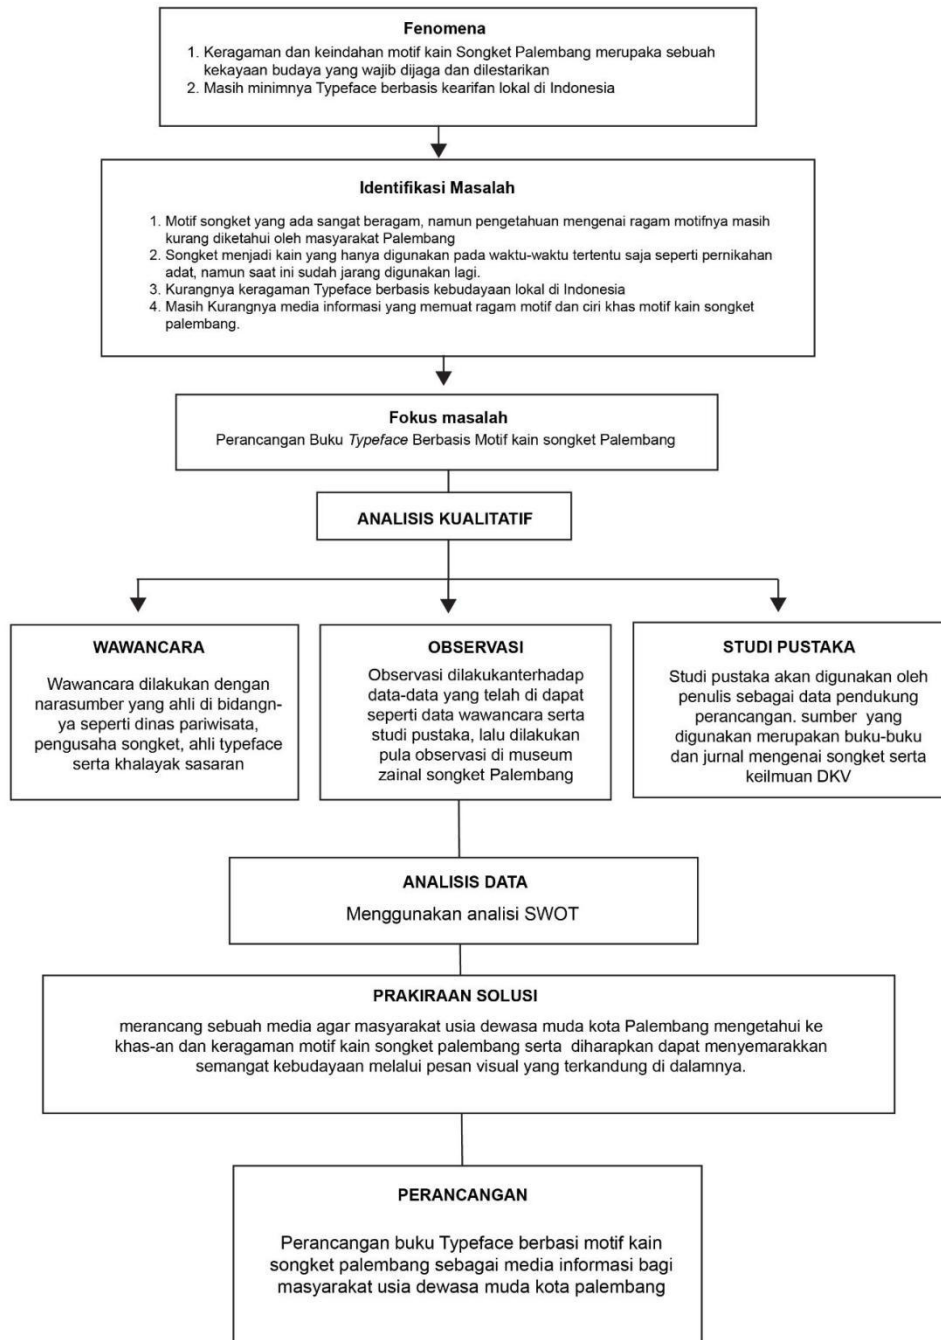 Fenomena
1. Keragaman dan keindahan motif kain Songket Palembang merupaka sebuah
kekayaan budaya yang wajib dijaga dan dilestarikan
2. Masih minimnya Typeface berbasis kearifan lokal di Indonesia
Identifikasi Masalah
1. Motif songket yang ada sangat beragam, namun pengetahuan mengenai ragam motifnya masih
kurang diketahui oleh masyarakat Palembang
2. Songket menjadi kain yang hanya digunakan pada waktu-waktu tertentu saja seperti pernikahan
adat, namun saat ini sudah jarang digunakan lagi.
3. Kurangnya keragaman Typeface berbasis kebudayaan lokal di Indonesia
4. Masih Kurangnya media informasi yang memuat ragam motif dan ciri khas motif kain songket
palembang.
Fokus masalah
Perancangan Buku Typeface Berbasis Motif kain songket Palembang
ANALISIS KUALITATIF
WAWANCARA
Wawancara dilakukan dengan
narasumber yang ahli di bidangn-
ya seperti dinas pariwisata,
pengusaha songket, ahli typeface
serta khalayak sasaran
OBSERVASI
Observasi dilakukanterhadap
data-data yang telah di dapat
seperti data wawancara serta
studi pustaka, lalu dilakukan
pula observasi di museum
zainal songket Palembang
STUDI PUSTAKA
Studi pustaka akan digunakan oleh
penulis sebagai data pendukung
perancangan. sumber yang
digunakan merupakan buku-buku
dan jurnal mengenai songket serta
keilmuan DKV
ANALISIS DATA
Menggunakan analisi SWOT
PRAKIRAAN SOLUSI
merancang sebuah media agar masyarakat usia dewasa muda kota Palembang mengetahui ke
khas-an dan keragaman motif kain songket palembang serta diharapkan dapat menyemarakkan
semangat kebudayaan melalui pesan visual yang terkandung di dalamnya.
PERANCANGAN
Perancangan buku Typeface berbasi motif kain
songket palembang sebagai media informasi bagi
masyarakat usia dewasa muda kota palembang